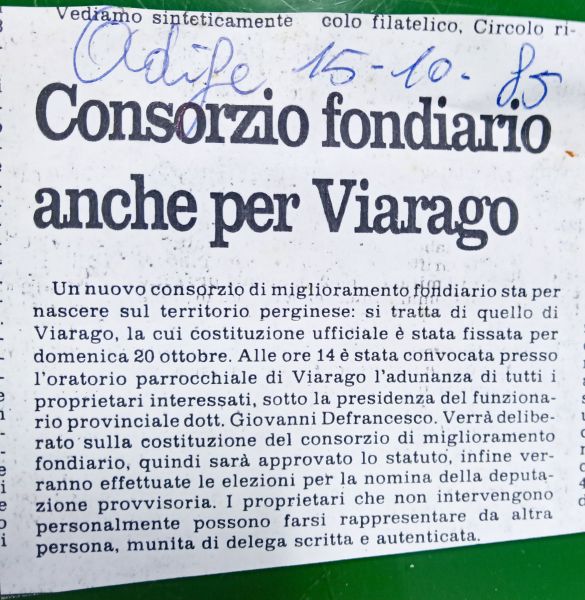 Vediamo sinteticamente colo filatelico, Circolo ri-
Adige 15-10-85
Consorzio fondiario
anche per Viarago
Un nuovo consorzio di miglioramento fondiario sta per
nascere sul territorio perginese: si tratta di quello di
Viarago, la cui costituzione ufficiale è stata fissata per
domenica 20 ottobre. Alle ore 14 è stata convocata presso
l'oratorio parrocchiale di Viarago l'adunanza di tutti i
proprietari interessati, sotto la presidenza del funziona-
rio provinciale dott. Giovanni Defrancesco. Verrà delibe-
rato sulla costituzione del consorzio di miglioramento
fondiario, quindi sarà approvato lo statuto, infine ver-
ranno effettuate le elezioni per la nomina della deputa-
zione provvisoria. I proprietari che non intervengono
personalmente possono farsi rappresentare da altra
persona, munita di delega scritta e autenticata.